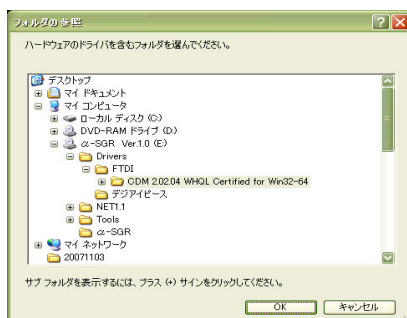 フォルダの参照
ハードウェアのドライバを含むフォルダを選んでください。
デスクトップ
マイ ドキュメント
マイ コンピュータ
ローカル ディスク (C:)
DVD-RAM ドライブ (D:)
α-SGR Ver.1.0 (E:)
Drivers
FTDI
CDM 2.02.04 WHQL Certified for Win32-64
デジアイピース
NET1.1
Tools
α-SGR
マイ ネットワーク
20071103
サブ フォルダを表示するには、プラス (+) サインをクリックしてください。
OK キャンセル